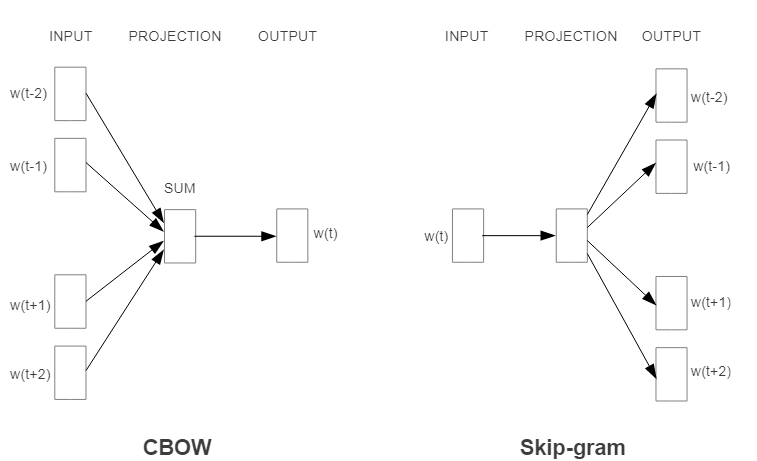 INPUT PROJECTION OUTPUT
w(t-2)
w(t-1)
SUM
w(t)
w(t+1)
w(t+2)
CBOW
INPUT PROJECTION OUTPUT
w(t-2)
w(t-1)
w(t)
w(t+1)
w(t+2)
Skip-gram